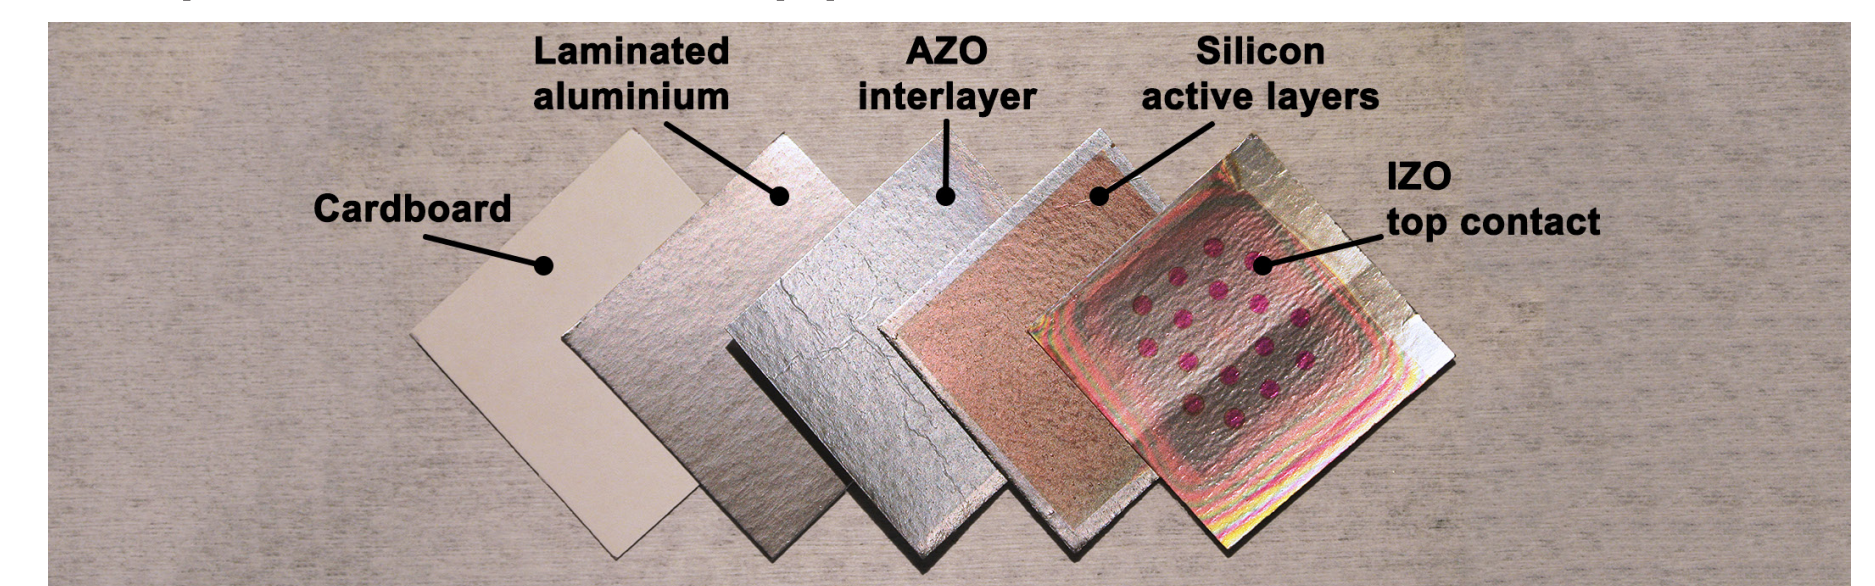 Laminated
aluminium
AZO
interlayer
Silicon
active layers
IZO
top contact
Cardboard